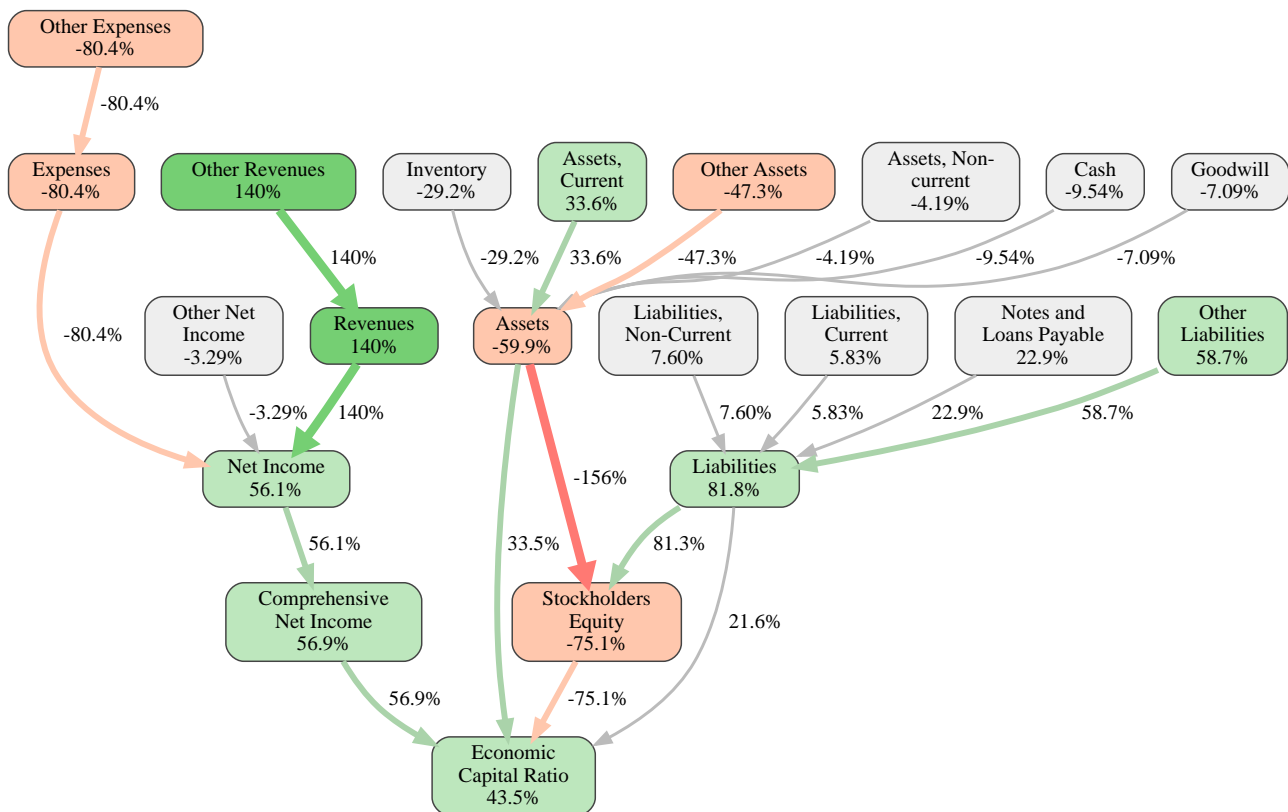 Other Expenses
-80.4%
-80.4%
Expenses
-80.4%
Other Revenues
140%
Inventory
-29.2%
Assets,
Current
33.6%
Other Assets
-47.3%
Assets, Non-
current
-4.19%
Cash
-9.54%
Goodwill
-7.09%
140%
-29.2%
33.6%
-47.3%
-4.19%
-9.54%
-7.09%
-80.4%
Other Net
Income
-3.29%
Revenues
140%
Assets
-59.9%
Liabilities,
Non-Current
7.60%
Liabilities,
Current
5.83%
Notes and
Loans Payable
22.9%
Other
Liabilities
58.7%
-3.29%
140%
7.60%
5.83%
22.9%
58.7%
Net Income
56.1%
-156%
Liabilities
81.8%
56.1%
33.5%
81.3%
Comprehensive
Net Income
56.9%
Stockholders
Equity
-75.1%
21.6%
56.9%
-75.1%
Economic
Capital Ratio
43.5%